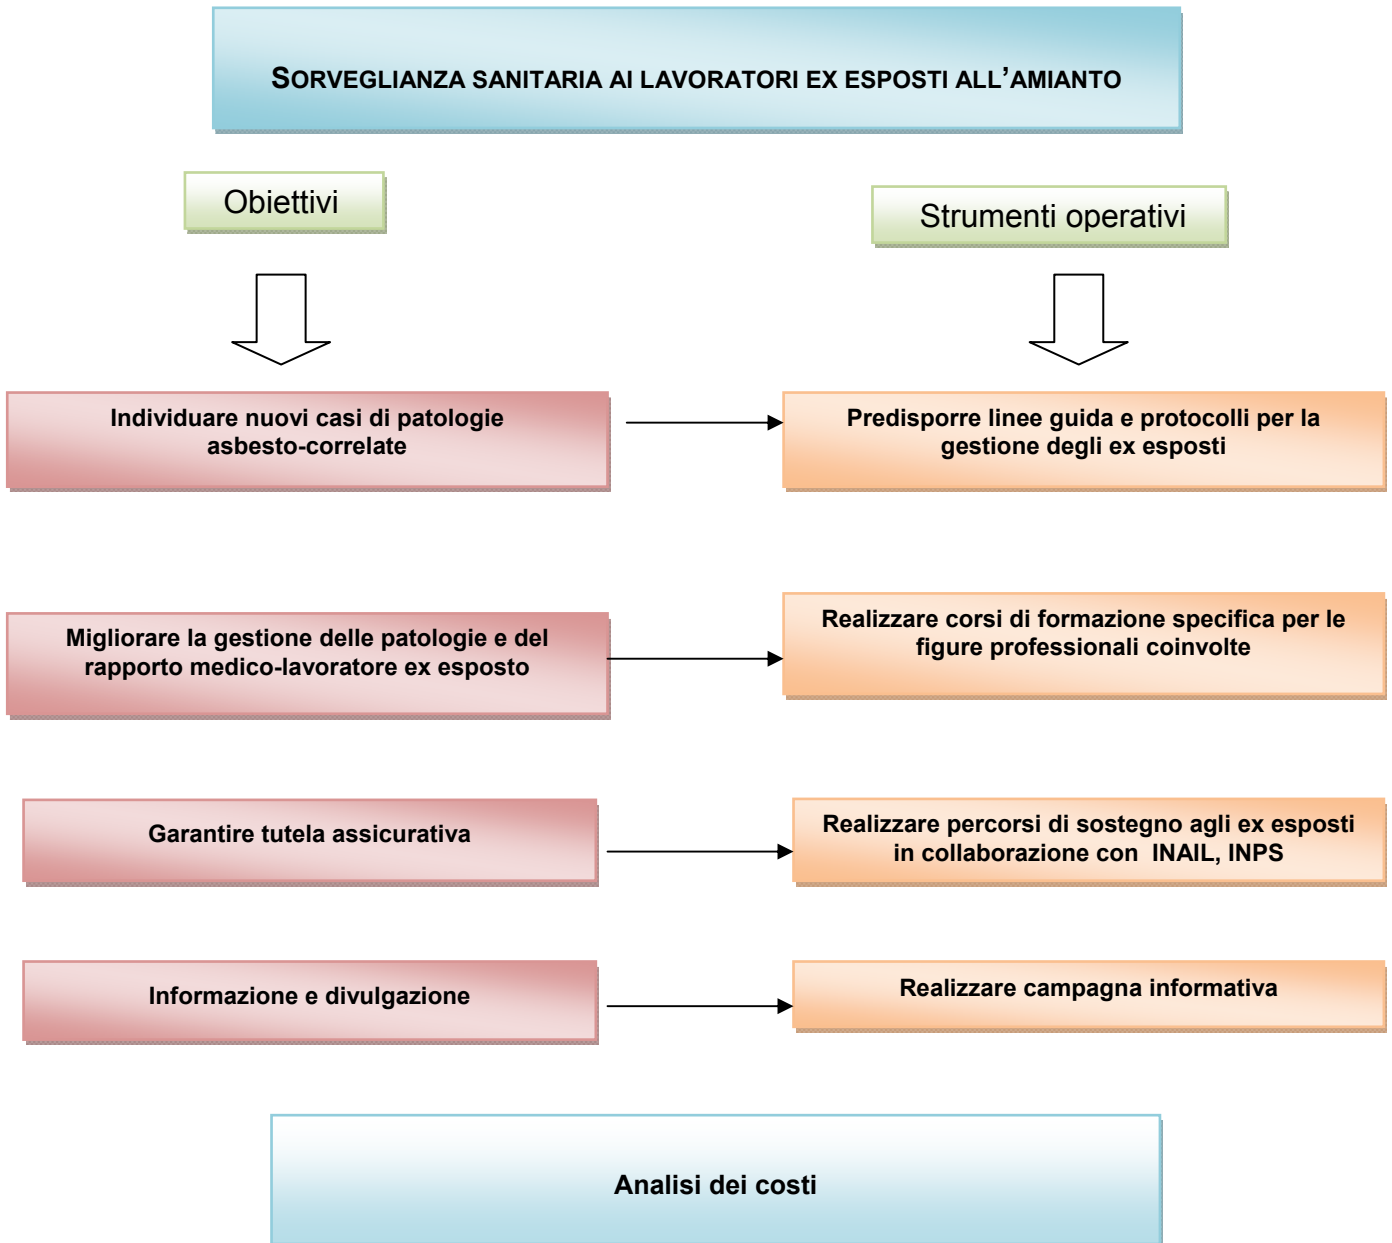 SORVEGLIANZA SANITARIA AI LAVORATORI EX ESPOSTI ALL'AMIANTO
Obiettivi
Strumenti operativi
Individuare nuovi casi di patologie
asbesto-correlate
Predisporre linee guida e protocolli per la
gestione degli ex esposti
Migliorare la gestione delle patologie e del
rapporto medico-lavoratore ex esposto
Realizzare corsi di formazione specifica per le
figure professionali coinvolte
Garantire tutela assicurativa
Realizzare percorsi di sostegno agli ex esposti
in collaborazione con INAIL, INPS
Informazione e divulgazione
Realizzare campagna informativa
Analisi dei costi